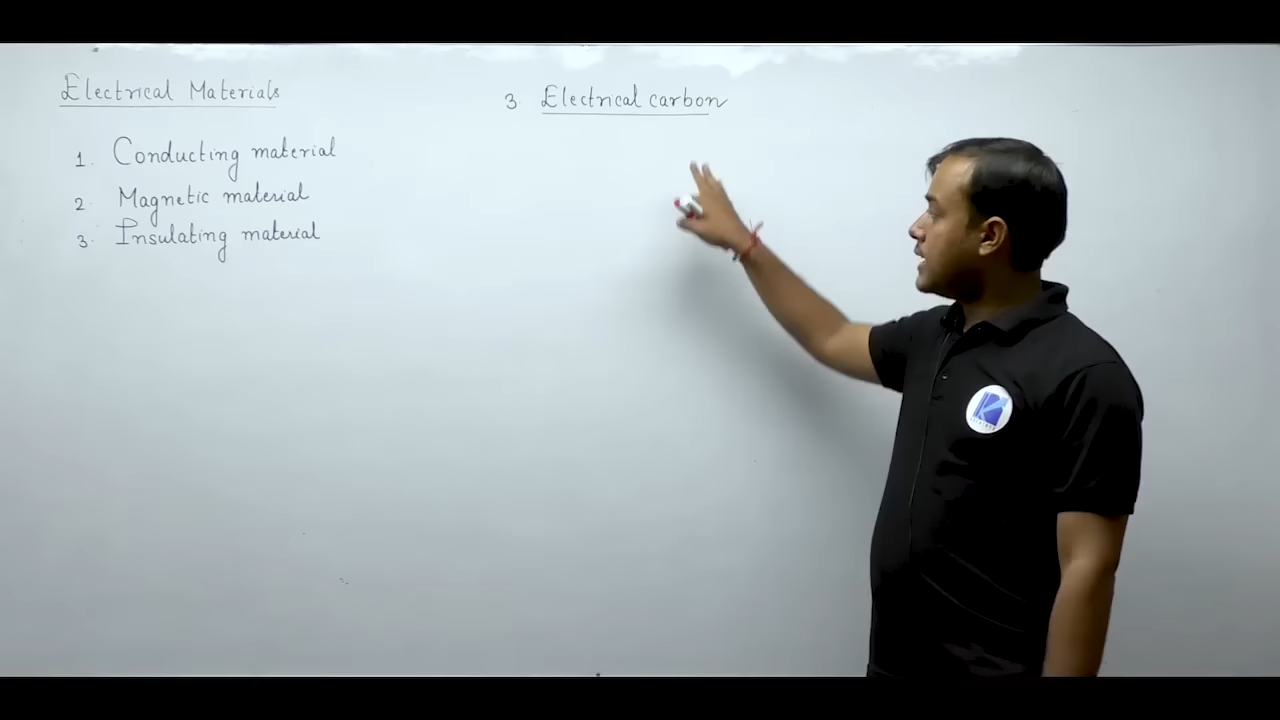 Electrical Materials
1. Conducting material
2. Magnetic material
3. Insulating material
3. Electrical carbon